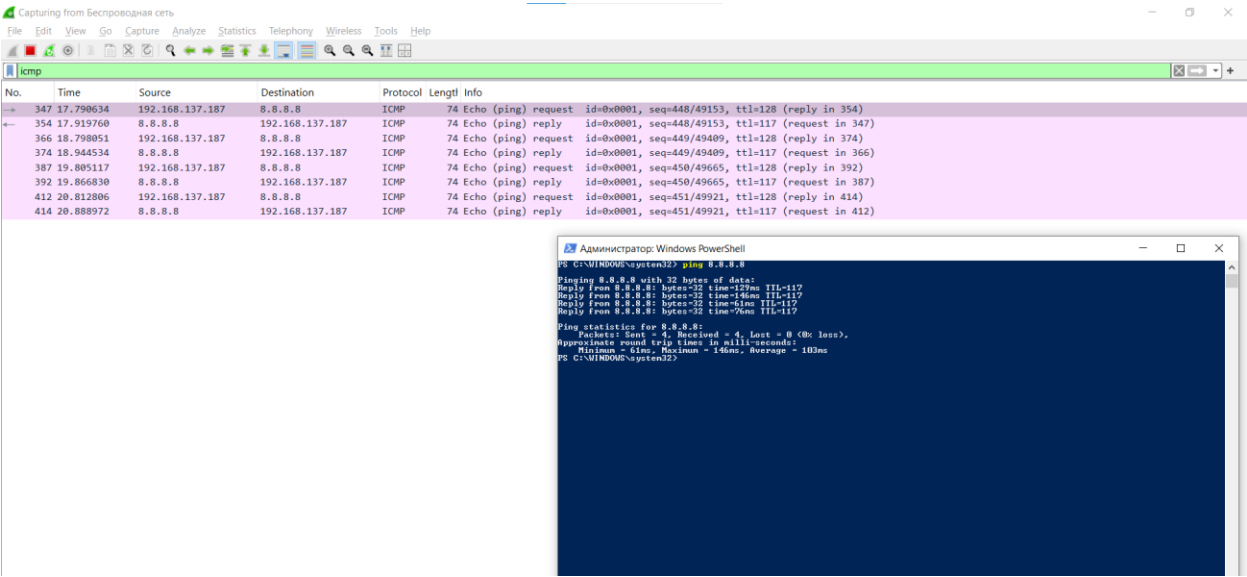 Capturing from Беспроводная сеть
File Edit View Go Capture Analyze Statistics Telephony Wireless Tools Help
icmp
No. Time Source Destination Protocol Lengtl Info
347 17.790634 192.168.137.187 8.8.8.8 ICMP 74 Echo (ping) request id=0x0001, seq=448/49153, ttl=128 (reply in 354)
354 17.919760 8.8.8.8 192.168.137.187 ICMP 74 Echo (ping) reply id=0x0001, seq=448/49153, ttl=117 (request in 347)
366 18.798051 192.168.137.187 8.8.8.8 ICMP 74 Echo (ping) request id=0x0001, seq=449/49409, ttl=128 (reply in 374)
374 18.944534 8.8.8.8 192.168.137.187 ICMP 74 Echo (ping) reply id=0x0001, seq=449/49409, ttl=117 (request in 366)
387 19.805117 192.168.137.187 8.8.8.8 ICMP 74 Echo (ping) request id=0x0001, seq=450/49665, ttl=128 (reply in 392)
392 19.866830 8.8.8.8 192.168.137.187 ICMP 74 Echo (ping) reply id=0x0001, seq=450/49665, ttl=117 (request in 387)
412 20.812806 192.168.137.187 8.8.8.8 ICMP 74 Echo (ping) request id=0x0001, seq=451/49921, ttl=128 (reply in 414)
414 20.888972 8.8.8.8 192.168.137.187 ICMP 74 Echo (ping) reply id=0x0001, seq=451/49921, ttl=117 (request in 412)
Администратор: Windows PowerShell
PS C:\WINDOWS\system32> ping 8.8.8.8
Pinging 8.8.8.8 with 32 bytes of data:
Reply from 8.8.8.8: bytes=32 time=129ms TTL=117
Reply from 8.8.8.8: bytes=32 time=146ms TTL=117
Reply from 8.8.8.8: bytes=32 time=61ms TTL=117
Reply from 8.8.8.8: bytes=32 time=76ms TTL=117
Ping statistics for 8.8.8.8:
Packets: Sent = 4, Received = 4, Lost = 0 (0% loss),
Approximate round trip times in milli-seconds:
Minimum = 61ms, Maximum = 146ms, Average = 103ms
PS C:\WINDOWS\system32>